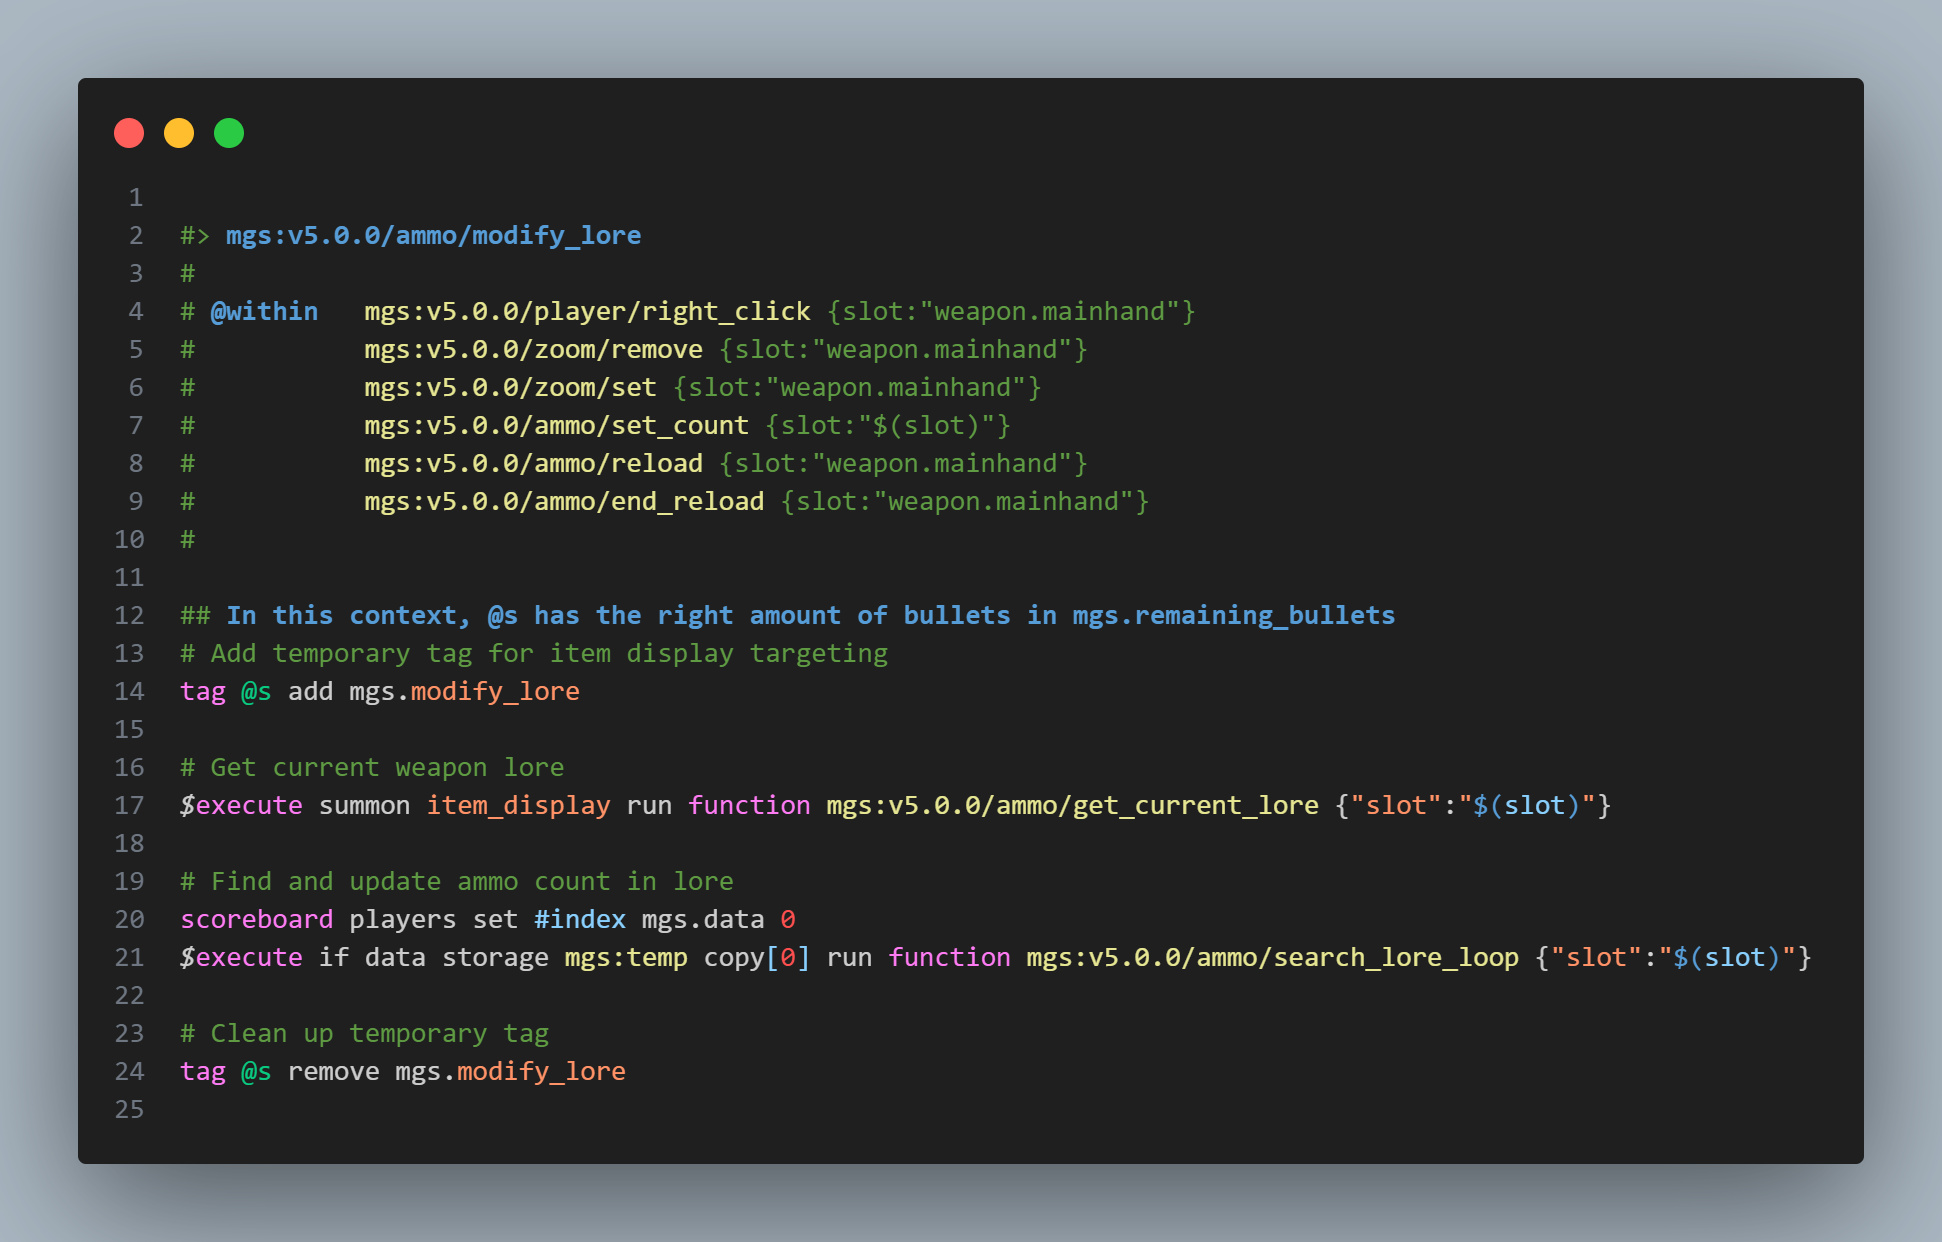 1
2 #> mgs:v5.0.0/ammo/modify_lore
3 #
4 # @within   mgs:v5.0.0/player/right_click {slot:"weapon.mainhand"}
5 #           mgs:v5.0.0/zoom/remove {slot:"weapon.mainhand"}
6 #           mgs:v5.0.0/zoom/set {slot:"weapon.mainhand"}
7 #           mgs:v5.0.0/ammo/set_count {slot:"$(slot)"}
8 #           mgs:v5.0.0/ammo/reload {slot:"weapon.mainhand"}
9 #           mgs:v5.0.0/ammo/end_reload {slot:"weapon.mainhand"}
10 #
11
12 ## In this context, @s has the right amount of bullets in mgs.remaining_bullets
13 # Add temporary tag for item display targeting
14 tag @s add mgs.modify_lore
15
16 # Get current weapon lore
17 $execute summon item_display run function mgs:v5.0.0/ammo/get_current_lore {"slot":"$(slot)"}
18
19 # Find and update ammo count in lore
20 scoreboard players set #index mgs.data 0
21 $execute if data storage mgs:temp copy[0] run function mgs:v5.0.0/ammo/search_lore_loop {"slot":"$(slot)"}
22
23 # Clean up temporary tag
24 tag @s remove mgs.modify_lore
25